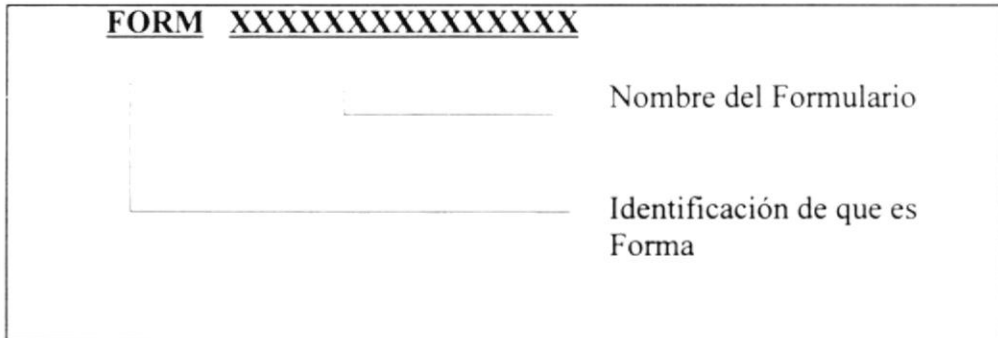 FORM XXXXXXXXXXXXXXX
Nombre del Formulario
Identificación de que es
Forma